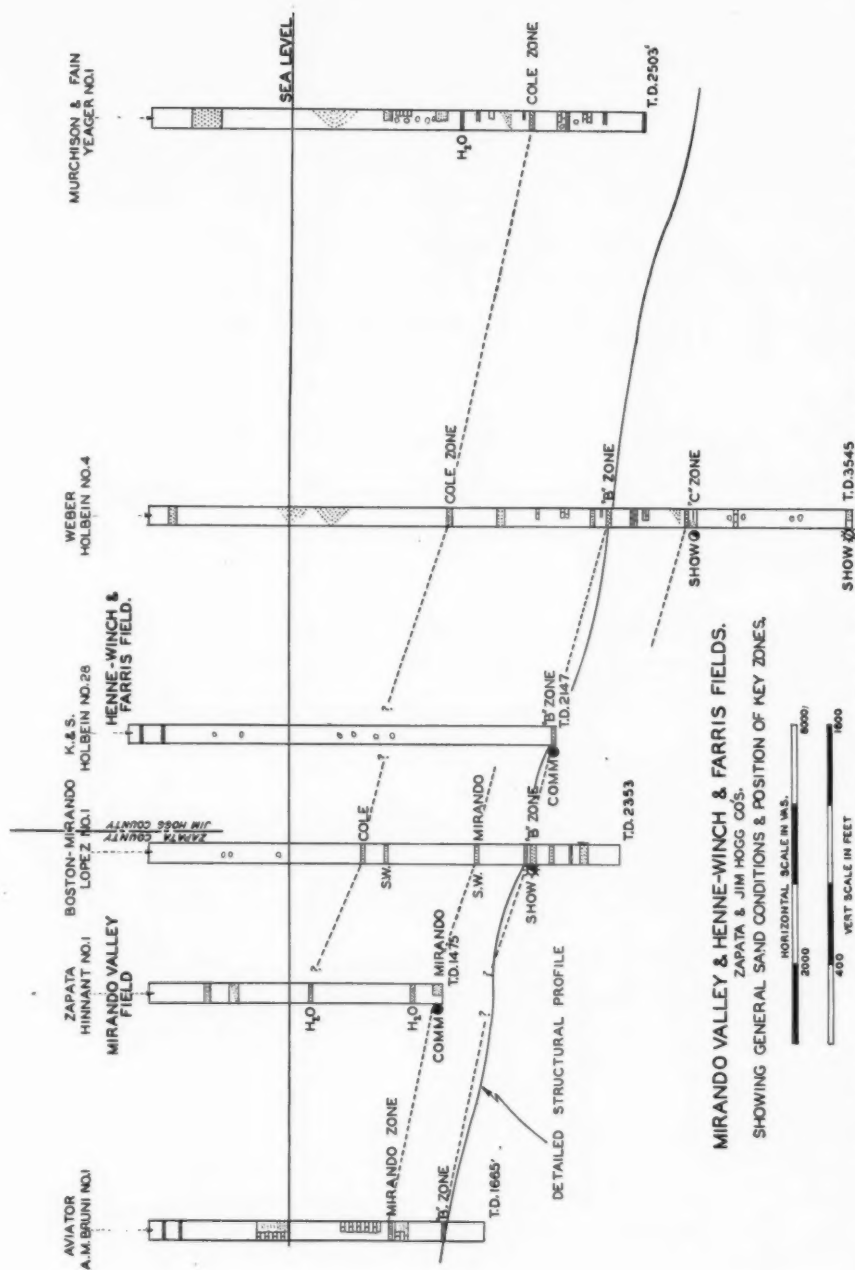 AVIATOR
A.M. BRUNI NO.1
ZAPATA
HINNANT NO.1
MIRANDO VALLEY
FIELD
BOSTON-MIRANDO
LOPEZ NO.1
K.&S.
HOLBEIN NO.28
HENNE-WINCH &
FARRIS FIELD.
WEBER
HOLBEIN NO.4
MURCHISON & FAIN
YEAGER NO.1
ZAPATA COUNTY
JIM HOGG COUNTY
SEA LEVEL
MIRANDO ZONE
"B" ZONE
T.D.1665'
H₂O
H₂O
COMM
MIRANDO
T.D.1475'
?
?
COLE
S.W.
MIRANDO
S.W.
SHOW
"B" ZONE
T.D.2353
?
?
COMM
"B" ZONE
T.D.2147
COLE ZONE
"B" ZONE
"C" ZONE
SHOW
SHOW
T.D.3545
H₂O
COLE ZONE
T.D.2503'
DETAILED STRUCTURAL PROFILE
?
?
MIRANDO VALLEY & HENNE-WINCH & FARRIS FIELDS.
ZAPATA & JIM HOGG CO'S.
SHOWING GENERAL SAND CONDITIONS & POSITION OF KEY ZONES.
HORIZONTAL SCALE IN VAS.
2000
8000
400
1600
VERT SCALE IN FEET